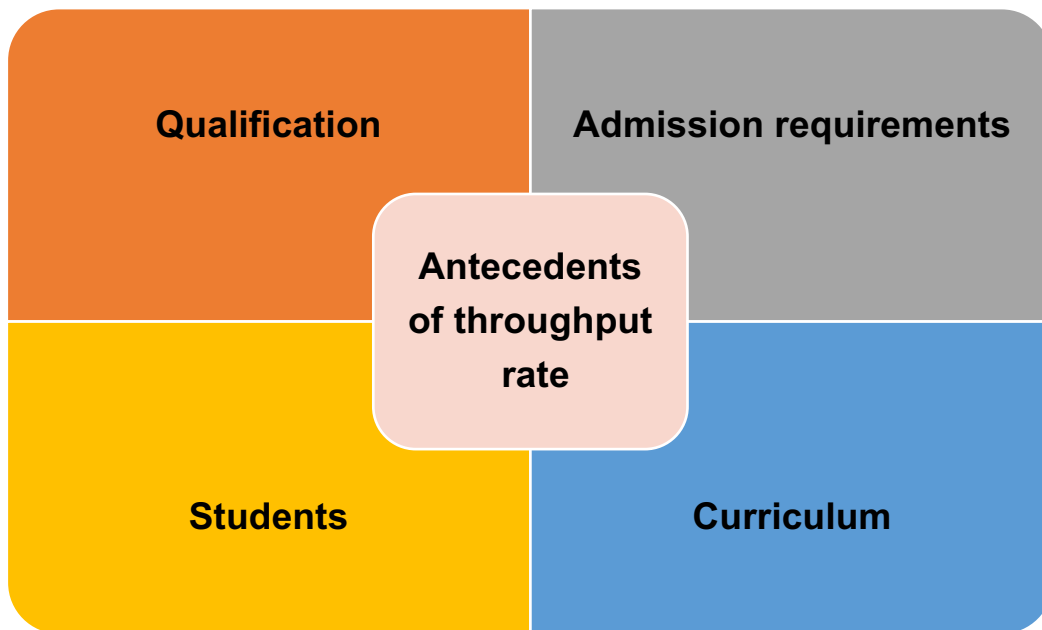 Qualification
Admission requirements
Antecedents
of throughput
rate
Students
Curriculum